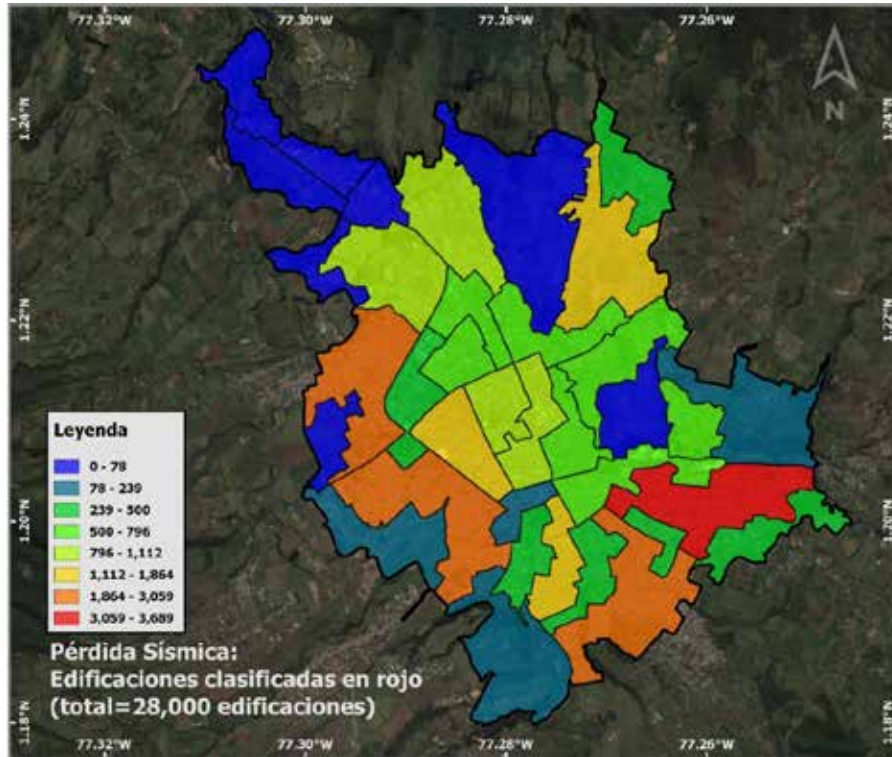 77.32°W 77.30°W 77.28°W 77.26°W
1.24°N 1.24°N
N
1.22°N 1.22°N
Leyenda
0 - 78
78 - 239
239 - 500
500 - 796
796 - 1,112
1,112 - 1,864
1,864 - 3,059
3,059 - 3,689
1.20°N 1.20°N
Pérdida Sísmica:
Edificaciones clasificadas en rojo
(total=28,000 edificaciones)
1.18°N 1.18°N
77.32°W 77.30°W 77.28°W 77.26°W